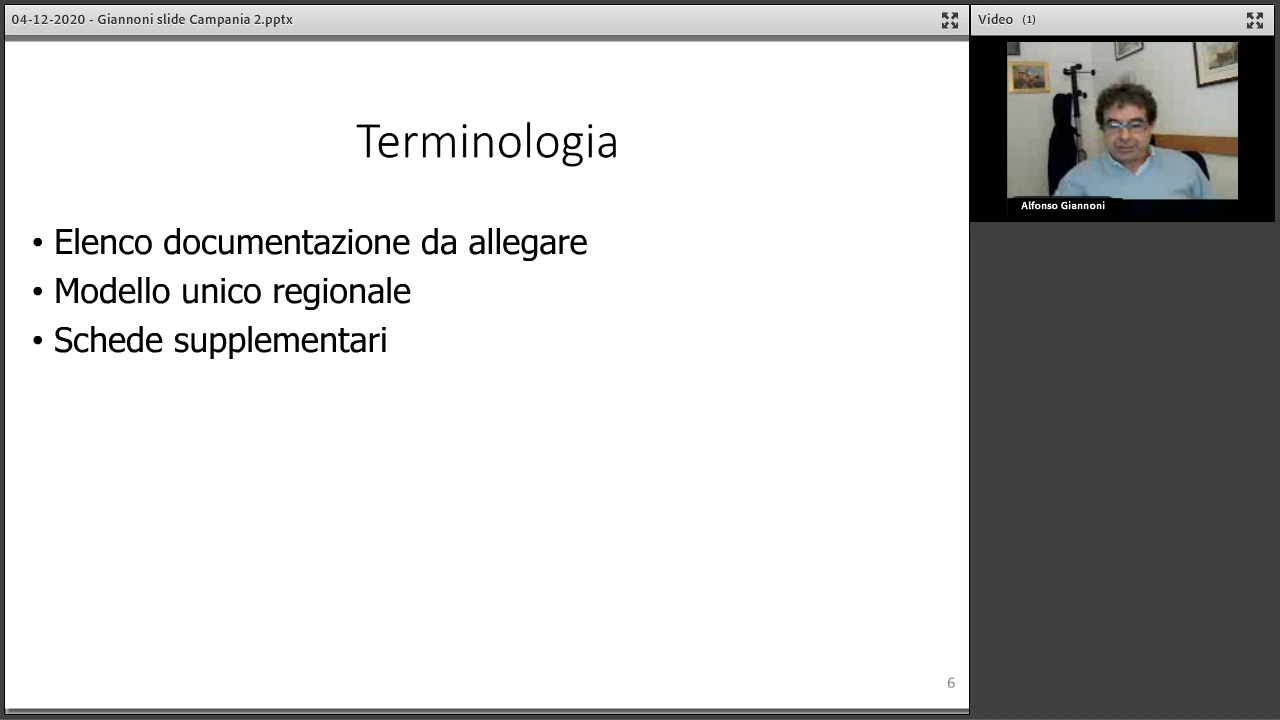 04-12-2020 - Giannoni slide Campania 2.pptx
Video (1)
Alfonso Giannoni
Terminologia
• Elenco documentazione da allegare
• Modello unico regionale
• Schede supplementari
6